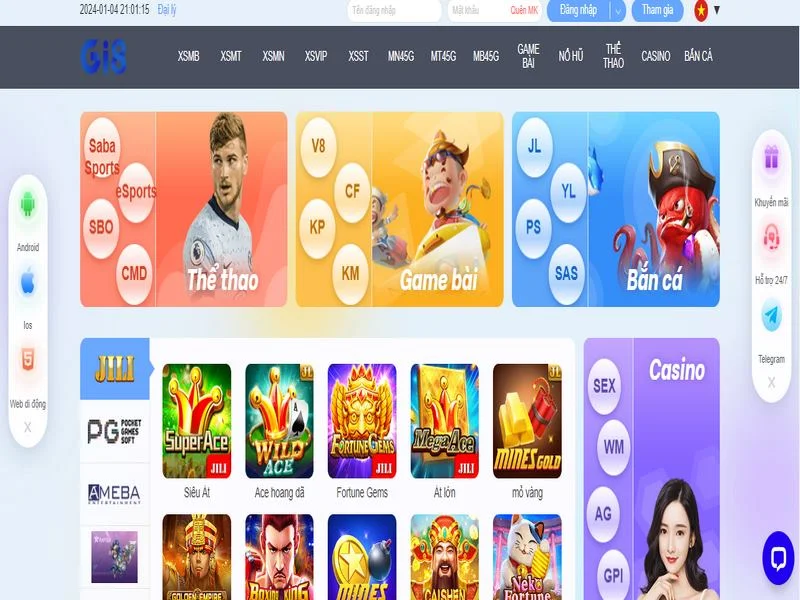 2024-01-04 21:01:15 Đại lý
Tên đăng nhập
Mật khẩu
Quên MK
Đăng nhập
Tham gia
GiS
XSMB XSMT XSMN XSVIP XSST MN45G MT45G MB45G GAME BÀI NỔ HŨ THỂ THAO CASINO BẮN CÁ
Saba Sports
eSports
SBO
CMD
Thể thao
V8
CF
KP
KM
Game bài
JL
YL
PS
SAS
Bắn cá
Android
Ios
Web di động
X
Khuyến mãi
Hỗ trợ 24/7
Telegram
X
JILI
PG POCKET GAMES SOFT
AMEBA
ENTERTAINMENT
Super Ace
JILI
Siêu Át
WILD ACE
A
Ace hoang dã
FORTUNE GEMS
JILI
Fortune Gems
Mega Ace
JILI
Át lớn
MINES GOLD
mỏ vàng
GOLDEN EMPIRE
BOXING KING
MINES
CAISHEN
Neko Fortune
Casino
SEX
WM
AG
GPI